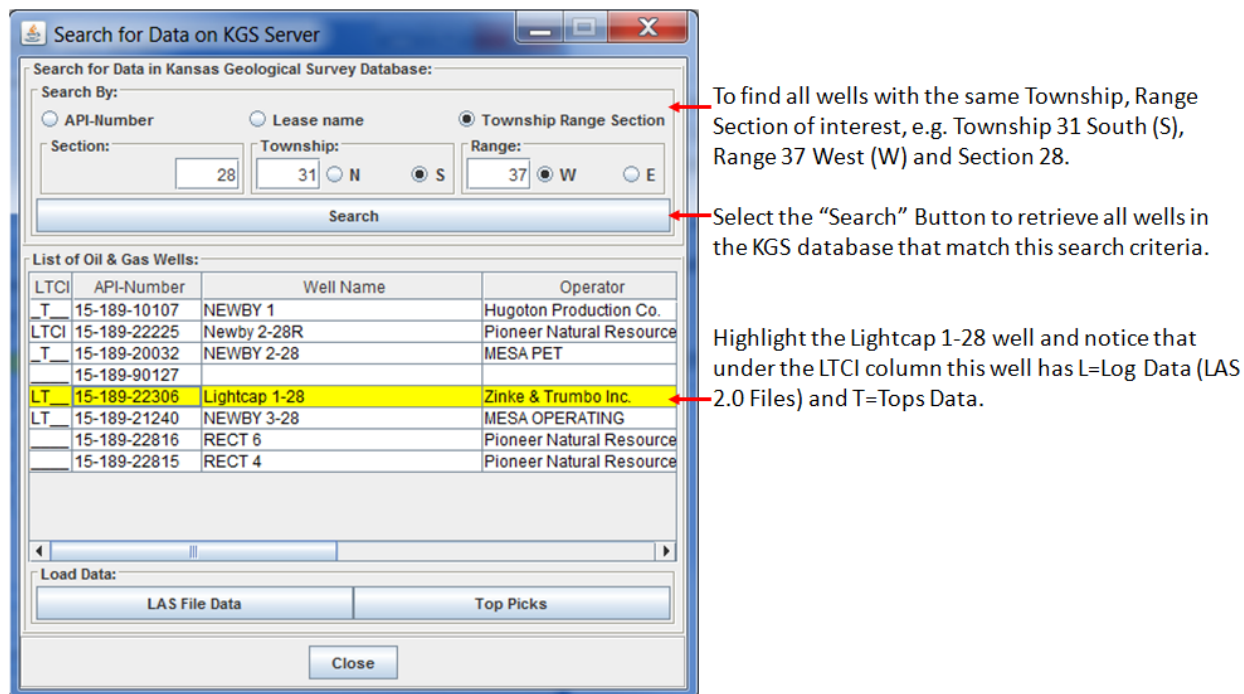 Search for Data on KGS Server
Search for Data in Kansas Geological Survey Database:
Search By:
API-Number Lease name Township Range Section
Section: Township: Range:
28 31 N S 37 W E
Search
List of Oil & Gas Wells:
LTCI API-Number Well Name Operator
_T__ 15-189-10107 NEWBY 1 Hugoton Production Co.
LTCI 15-189-22225 Newby 2-28R Pioneer Natural Resource
_T__ 15-189-20032 NEWBY 2-28 MESA PET
____ 15-189-90127
LT__ 15-189-22306 Lightcap 1-28 Zinke & Trumbo Inc.
LT__ 15-189-21240 NEWBY 3-28 MESA OPERATING
____ 15-189-22816 RECT 6 Pioneer Natural Resource
____ 15-189-22815 RECT 4 Pioneer Natural Resource
Load Data:
LAS File Data Top Picks
Close
To find all wells with the same Township, Range
Section of interest, e.g. Township 31 South (S),
Range 37 West (W) and Section 28.
Select the “Search” Button to retrieve all wells in
the KGS database that match this search criteria.
Highlight the Lightcap 1-28 well and notice that
under the LTCI column this well has L=Log Data (LAS
2.0 Files) and T=Tops Data.